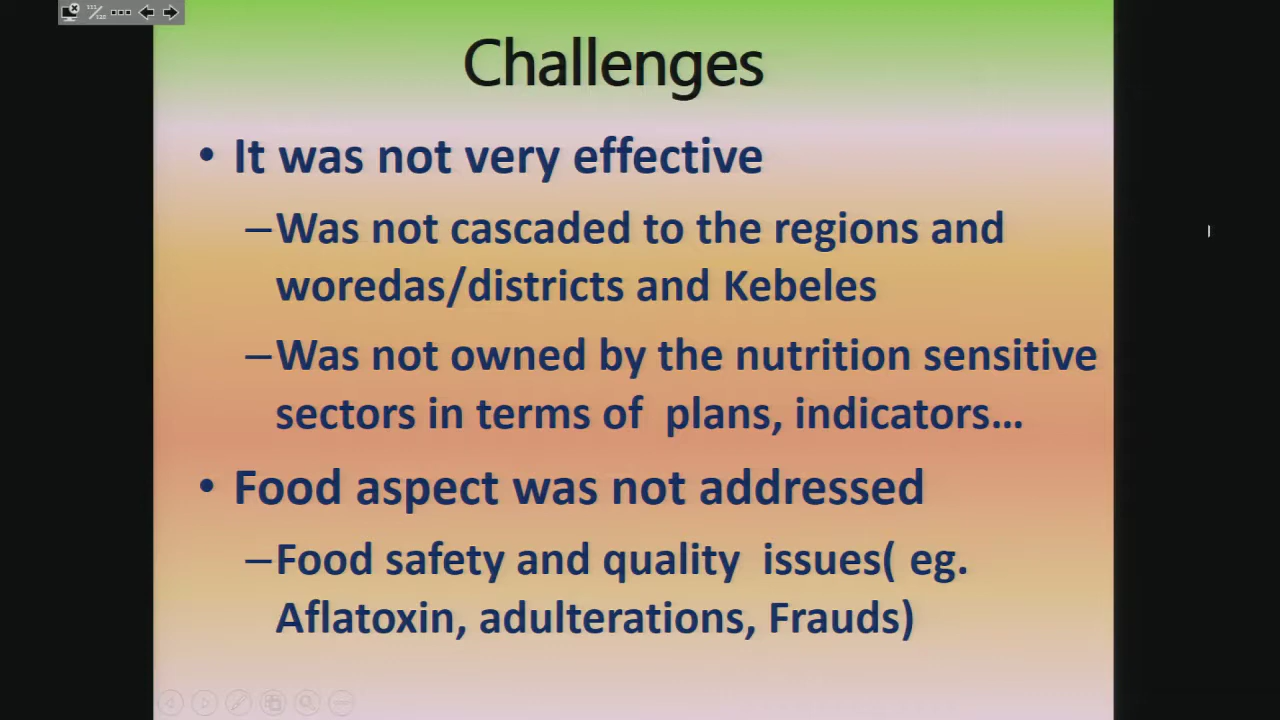 Challenges
• It was not very effective
–Was not cascaded to the regions and
woredas/districts and Kebeles
–Was not owned by the nutrition sensitive
sectors in terms of  plans, indicators...
• Food aspect was not addressed
–Food safety and quality  issues( eg.
Aflatoxin, adulterations, Frauds)